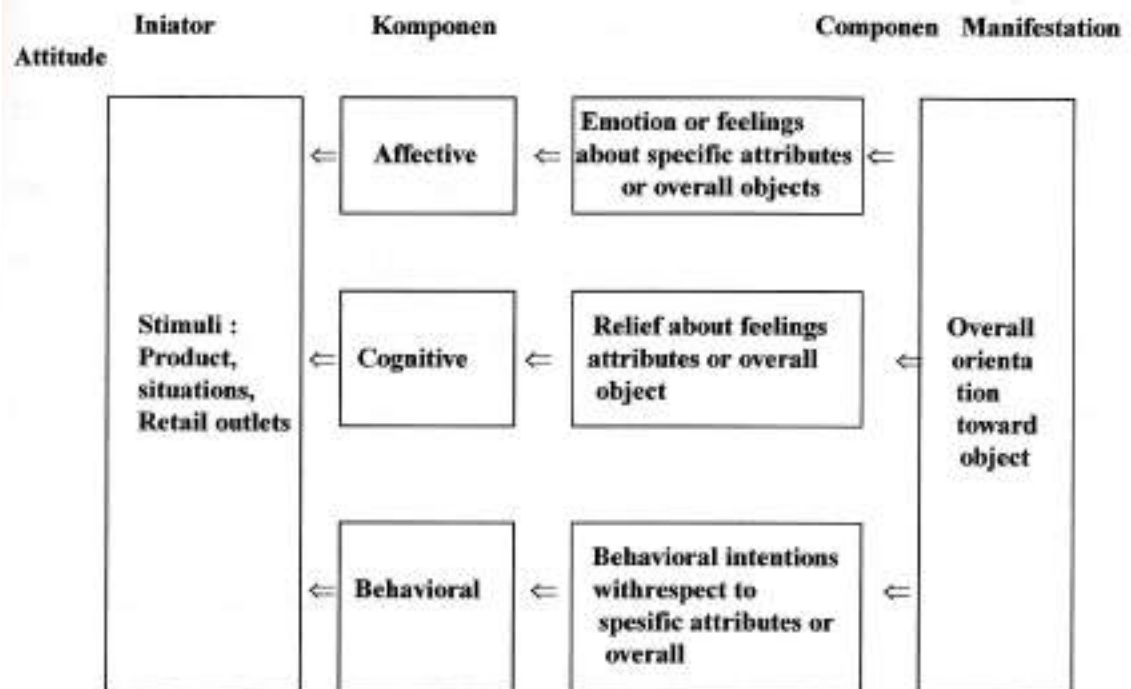 Iniator Komponen Componen Manifestation
Attitude
Emotion or feelings
Affective about specific attributes
or overall objects
Stimuli :
Product,
situations,
Retail outlets
Cognitive
Relief about feelings
attributes or overall
object
Overall
orienta
tion
toward
object
Behavioral
Behavioral intentions
withrespect to
spesific attributes or
overall